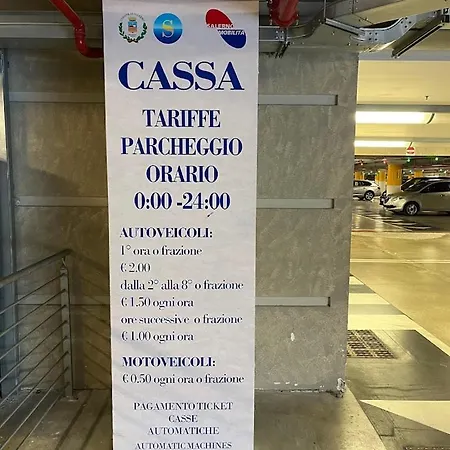 SALERNO
MOBILITÀ
S
CASSA
TARIFFE
PARCHEGGIO
ORARIO
0:00 -24:00
AUTOVEICOLI:
1° ora o frazione
€ 2,00
dalla 2° alla 8° o frazione
€ 1,50 ogni ora
ore successive o frazione
€ 1,00 ogni ora
MOTOVEICOLI:
€ 0,50 ogni ora o frazione
PAGAMENTO TICKET
CASSE
AUTOMATICHE
AUTOMATIC MACHINES